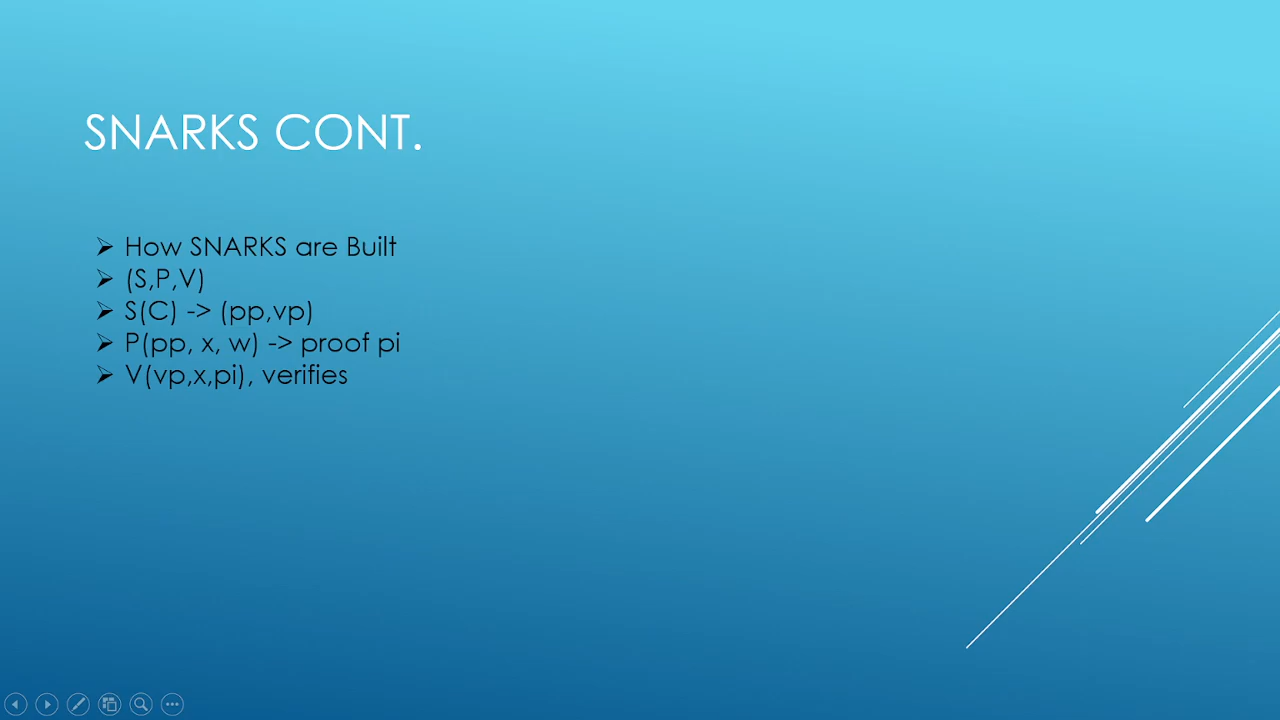 SNARKS CONT.
How SNARKS are Built
(S,P,V)
S(C) -> (pp,vp)
P(pp, x, w) -> proof pi
V(vp,x,pi), verifies